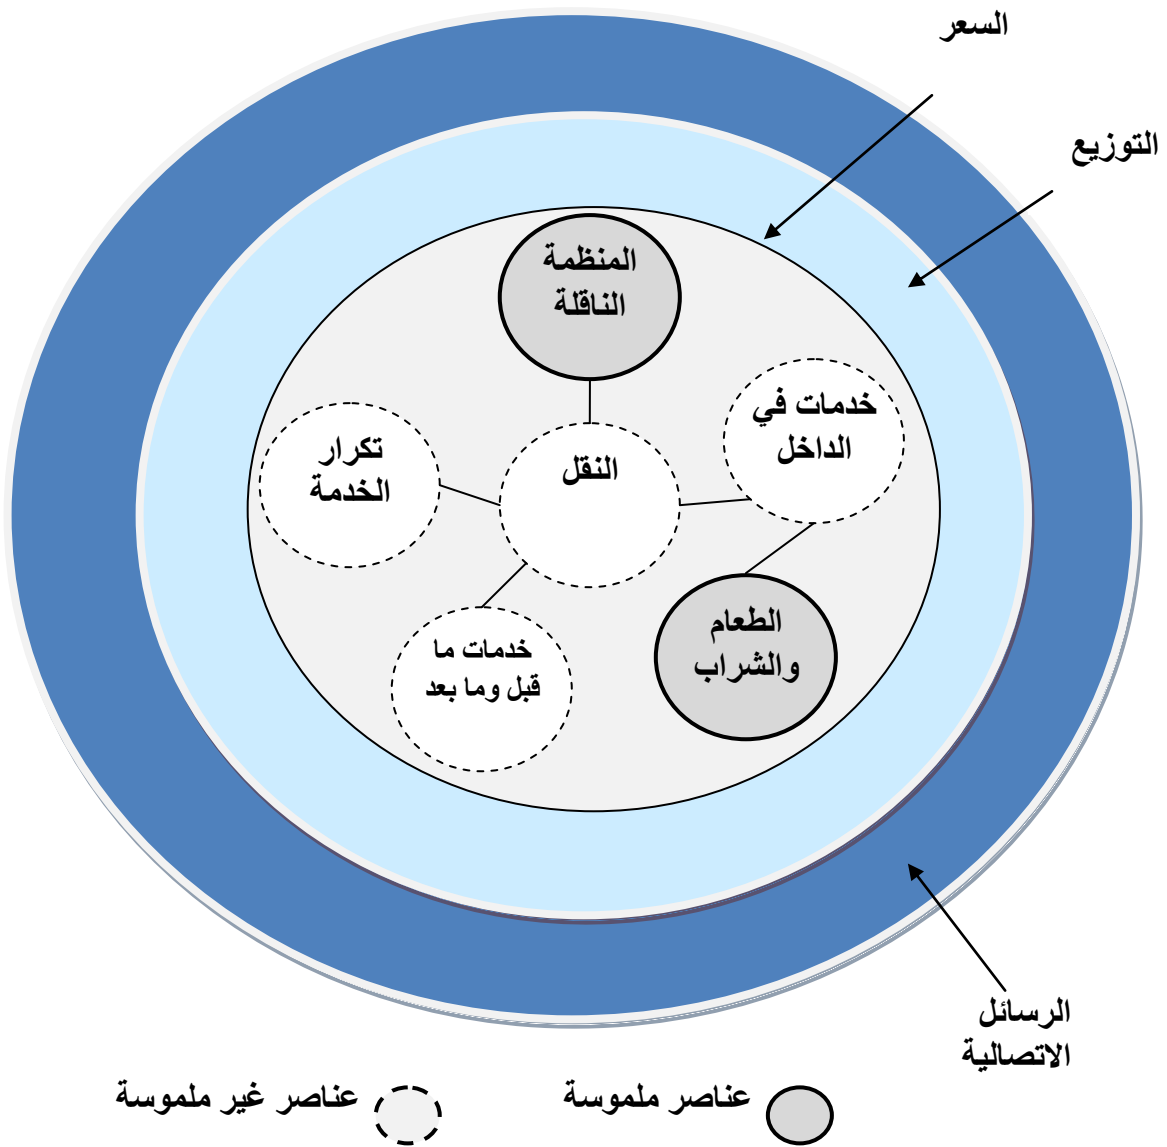 السعر
التوزيع
المنظمة
الناقلة
خدمات في
الداخل
النقل
تكرار
الخدمة
الطعام
والشراب
خدمات ما
قبل وما بعد
الرسائل
الاتصالية
عناصر ملموسة
عناصر غير ملموسة